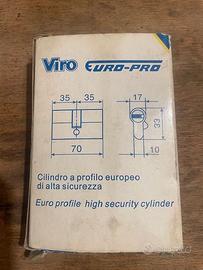 Viro EURO-PRO
35 35 17
33
70 10
Cilindro a profilo europeo
di alta sicurezza
Euro profile high security cylinder